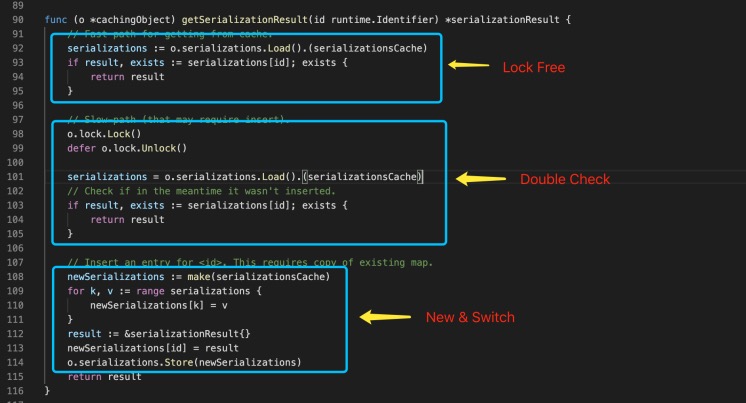 89
90 func (o *cachingObject) getSerializationResult(id runtime.Identifier) *serializationResult {
91 // Fast path for getting from cache.
92 serializations := o.serializations.Load().(serializationsCache)
93 if result, exists := serializations[id]; exists {
94 return result
95 }
Lock Free
96
97 // Slow-path (that may require insert).
98 o.lock.Lock()
99 defer o.lock.Unlock()
100
101 serializations = o.serializations.Load().(serializationsCache)
102 // Check if in the meantime it wasn't inserted.
103 if result, exists := serializations[id]; exists {
104 return result
105 }
Double Check
106
107 // Insert an entry for <id>. This requires copy of existing map.
108 newSerializations := make(serializationsCache)
109 for k, v := range serializations {
110 newSerializations[k] = v
111 }
112 result := &serializationResult{}
113 newSerializations[id] = result
114 o.serializations.Store(newSerializations)
New & Switch
115 return result
116 }